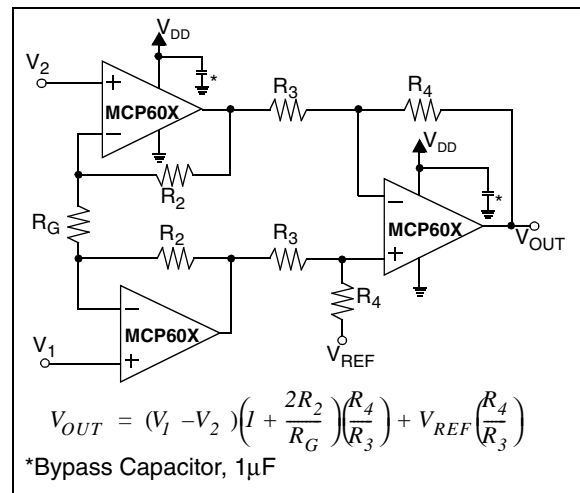 V_DD
V_2
*
R_3
R_4
MCP60X
V_DD
R_2
*
R_G
R_2
R_3
MCP60X
V_OUT
R_4
MCP60X
V_1
V_REF
V_OUT = (V_1 – V_2)(1 + 2R_2/R_G)(R_4/R_3) + V_REF(R_4/R_3)
*Bypass Capacitor, 1µF